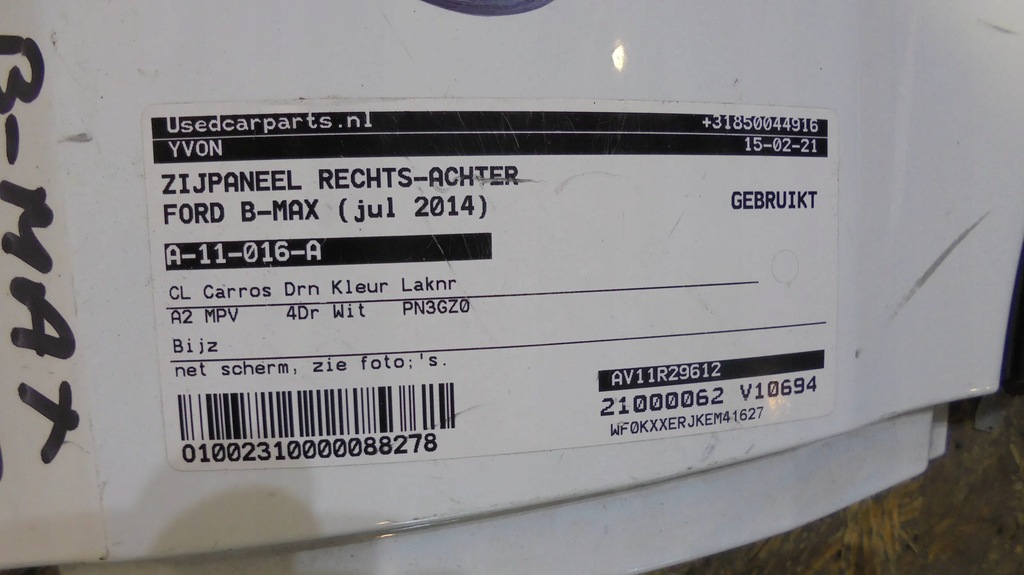 B-MAX
Usedcarparts.nl +31850044916
YVON 15-02-21
ZIJPANEEL RECHTS-ACHTER
FORD B-MAX (jul 2014) GEBRUIKT
A-11-016-A
CL Carros Drn Kleur Laknr
A2 MPV 4Dr Wit PN3GZ0
Bijz
net scherm, zie foto;'s.
AV11R29612
21000062 V10694
WF0KXXERJKEM41627
01002310000088278